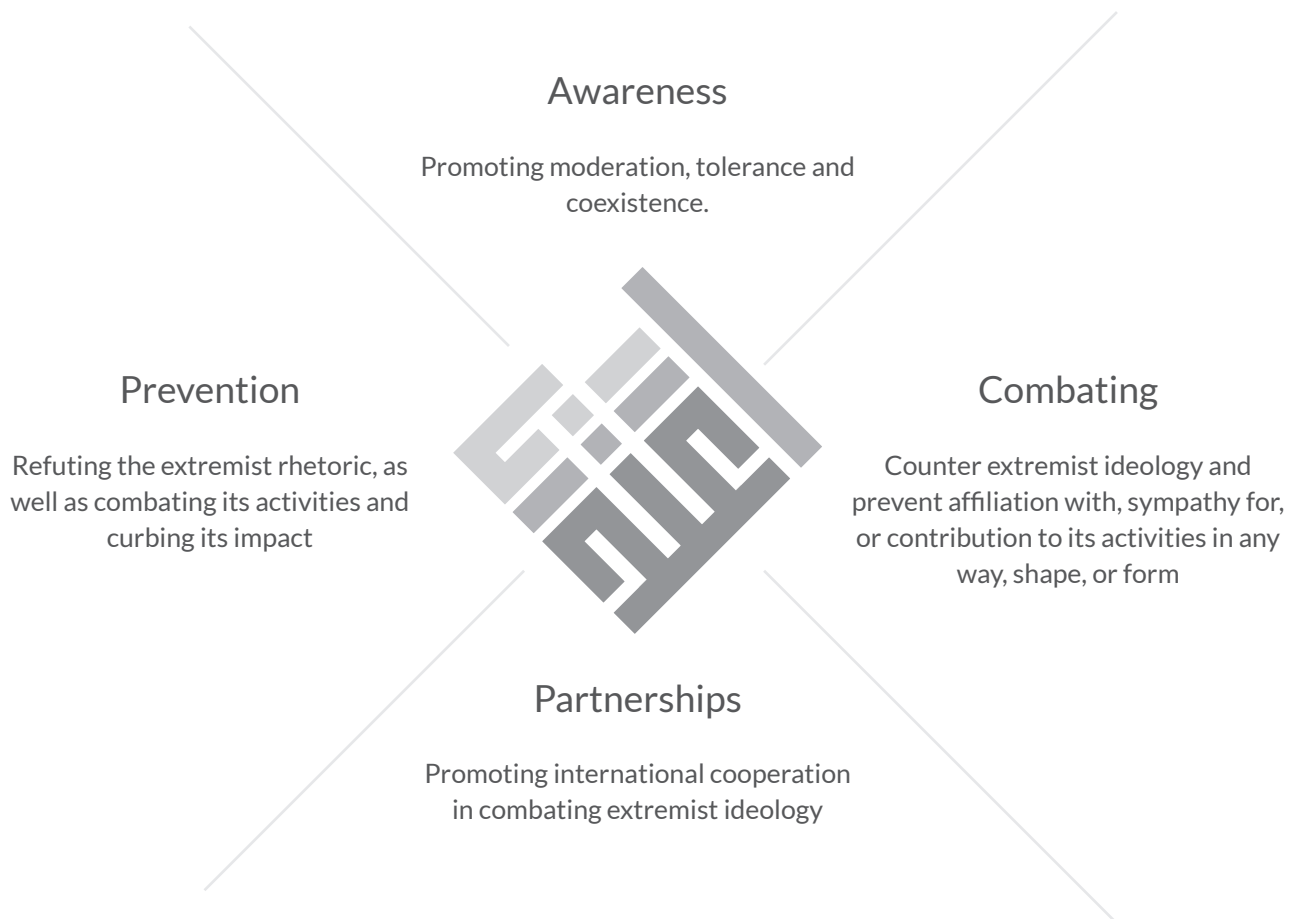 Awareness
Promoting moderation, tolerance and
coexistence.
Prevention
Refuting the extremist rhetoric, as
well as combating its activities and
curbing its impact
Combating
Counter extremist ideology and
prevent affiliation with, sympathy for,
or contribution to its activities in any
way, shape, or form
Partnerships
Promoting international cooperation
in combating extremist ideology